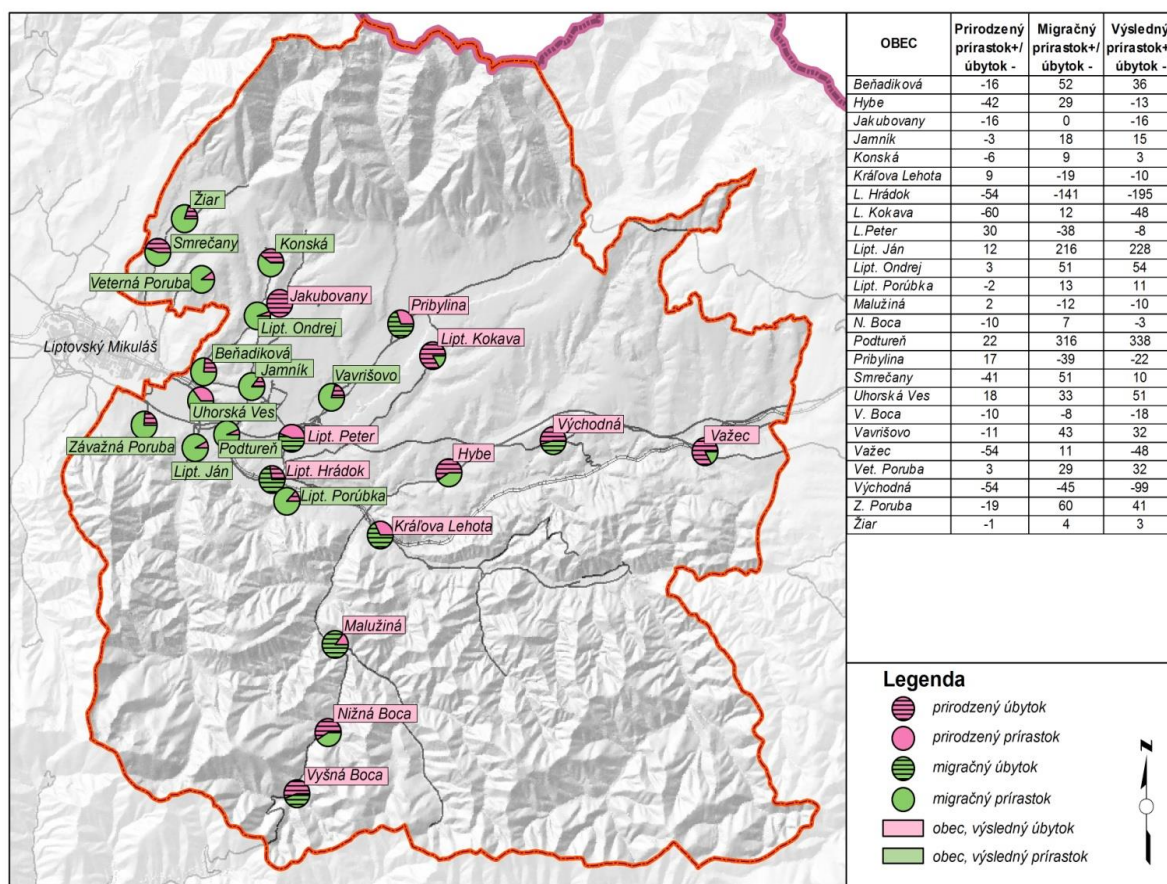 Žiar
Smrečany
Konská
Veterná Poruba
Jakubovany
Pribylina
Lipt. Ondrej
Lipt. Kokava
Liptovský Mikuláš
Beňadiková
Jamník
Vavrišovo
Uhorská Ves
Závažná Poruba
Podtureň
Lipt. Peter
Východná
Važec
Lipt. Ján
Lipt. Hrádok
Hybe
Lipt. Porúbka
Kráľova Lehota
Malužiná
Nižná Boca
Vyšná Boca
OBEC Prirodzený prírastok+/ úbytok - Migračný prírastok+/ úbytok - Výsledný prírastok+/ úbytok -
Beňadiková -16 52 36
Hybe -42 29 -13
Jakubovany -16 0 -16
Jamník -3 18 15
Konská -6 9 3
Kráľova Lehota 9 -19 -10
L. Hrádok -54 -141 -195
L. Kokava -60 12 -48
L.Peter 30 -38 -8
Lipt. Ján 12 216 228
Lipt. Ondrej 3 51 54
Lipt. Porúbka -2 13 11
Malužiná 2 -12 -10
N. Boca -10 7 -3
Podtureň 22 316 338
Pribylina 17 -39 -22
Smrečany -41 51 10
Uhorská Ves 18 33 51
V. Boca -10 -8 -18
Vavrišovo -11 43 32
Važec -54 11 -48
Vet. Poruba 3 29 32
Východná -54 -45 -99
Z. Poruba -19 60 41
Žiar -1 4 3
Legenda
prirodzený úbytok
prirodzený prírastok
migračný úbytok
migračný prírastok
obec, výsledný úbytok
obec, výsledný prírastok
Z